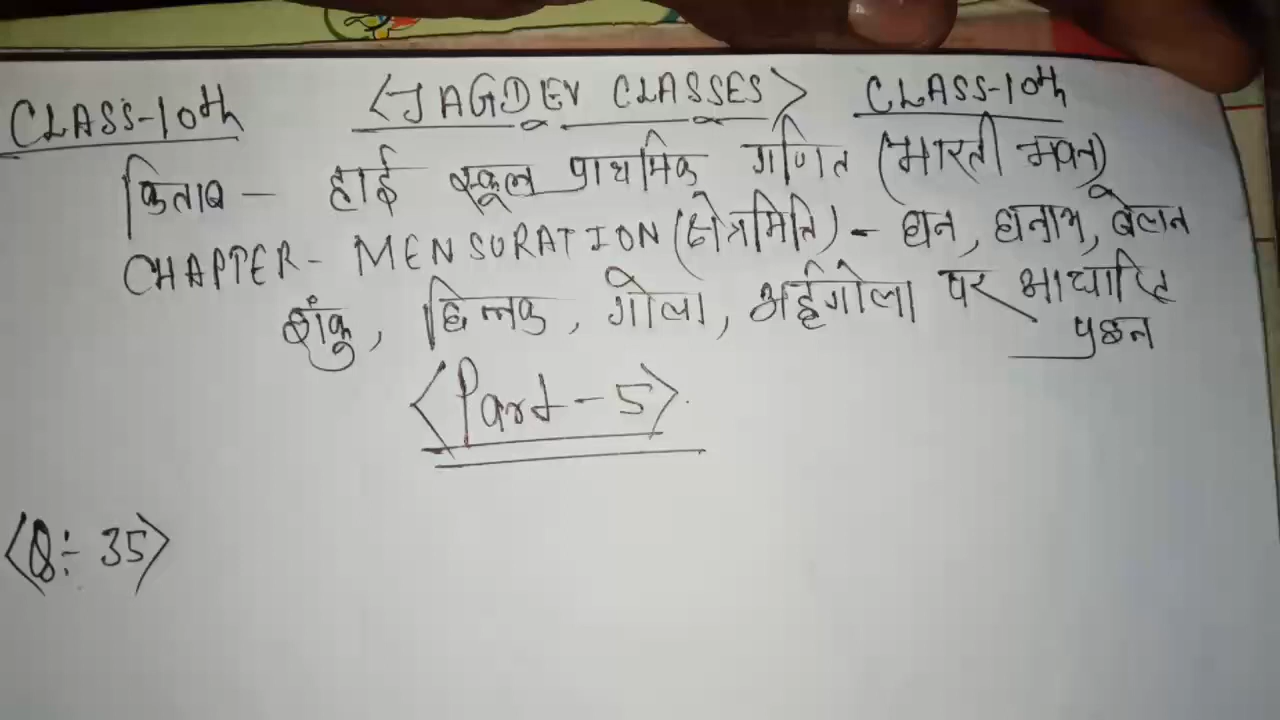 CLASS-10th <JAGDEV CLASSES> CLASS-10th
किताब - हाई स्कूल प्राथमिक गणित (भारती भवन)
CHAPTER - MENSURATION (क्षेत्रमिति) - घन, घनाभ, बेलन
शंकु, छिन्नक, गोला, अर्द्धगोला पर आधारित
प्रश्न
<Part-5>
<Q÷ 35>